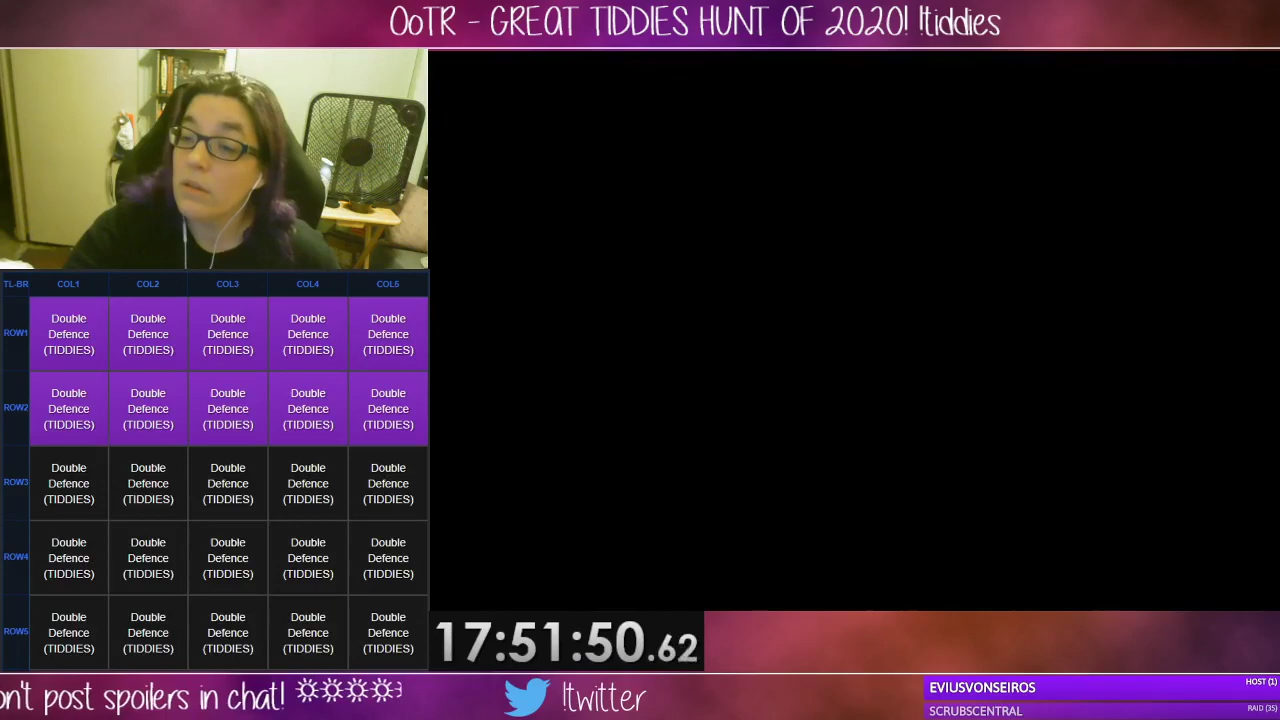 OoTR - GREAT TIDDIES HUNT OF 2020! !tiddies
TL-BR COL1 COL2 COL3 COL4 COL5
ROW1 Double Defence (TIDDIES) Double Defence (TIDDIES) Double Defence (TIDDIES) Double Defence (TIDDIES) Double Defence (TIDDIES)
ROW2 Double Defence (TIDDIES) Double Defence (TIDDIES) Double Defence (TIDDIES) Double Defence (TIDDIES) Double Defence (TIDDIES)
ROW3 Double Defence (TIDDIES) Double Defence (TIDDIES) Double Defence (TIDDIES) Double Defence (TIDDIES) Double Defence (TIDDIES)
ROW4 Double Defence (TIDDIES) Double Defence (TIDDIES) Double Defence (TIDDIES) Double Defence (TIDDIES) Double Defence (TIDDIES)
ROW5 Double Defence (TIDDIES) Double Defence (TIDDIES) Double Defence (TIDDIES) Double Defence (TIDDIES) Double Defence (TIDDIES)
17:51:50.62
on't post spoilers in chat!
!twitter
EVIUSVONSEIROS HOST (1)
SCRUBSCENTRAL RAID (35)